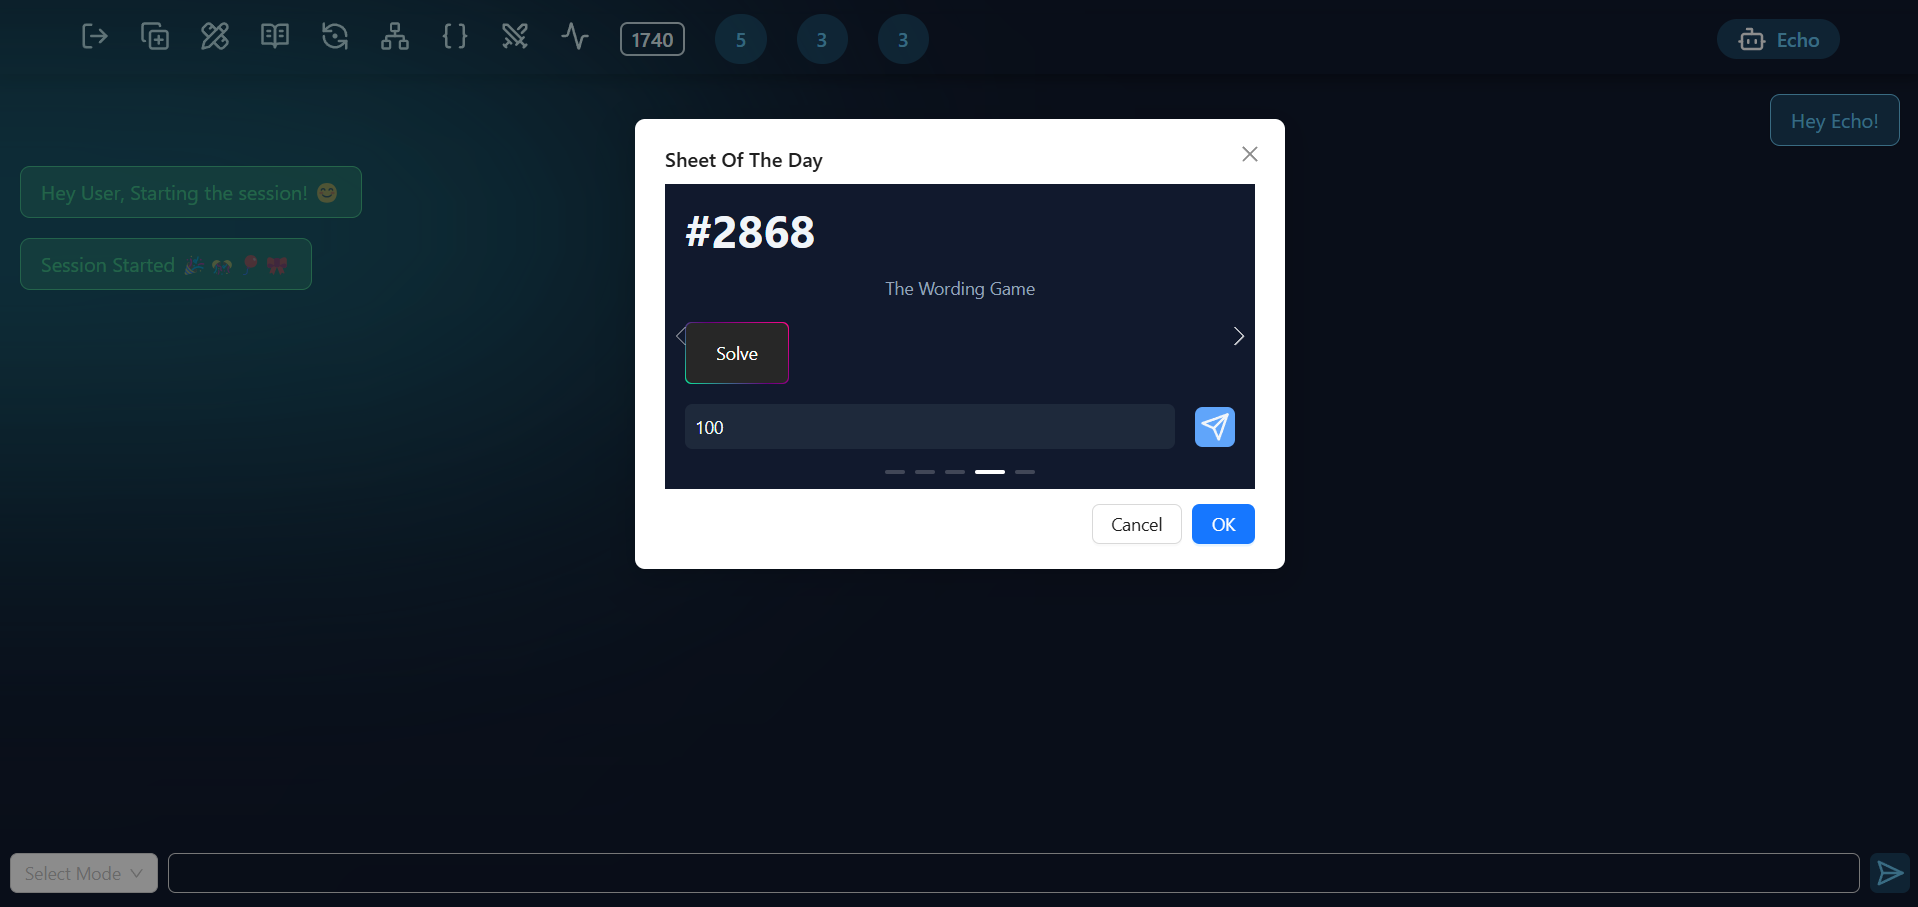 1740
5
3
3
Echo
Hey Echo!
Hey User, Starting the session! 😊
Session Started 🎉 🎊 🎈 🎀
Sheet Of The Day
#2868
The Wording Game
Solve
100
Cancel
OK
Select Mode